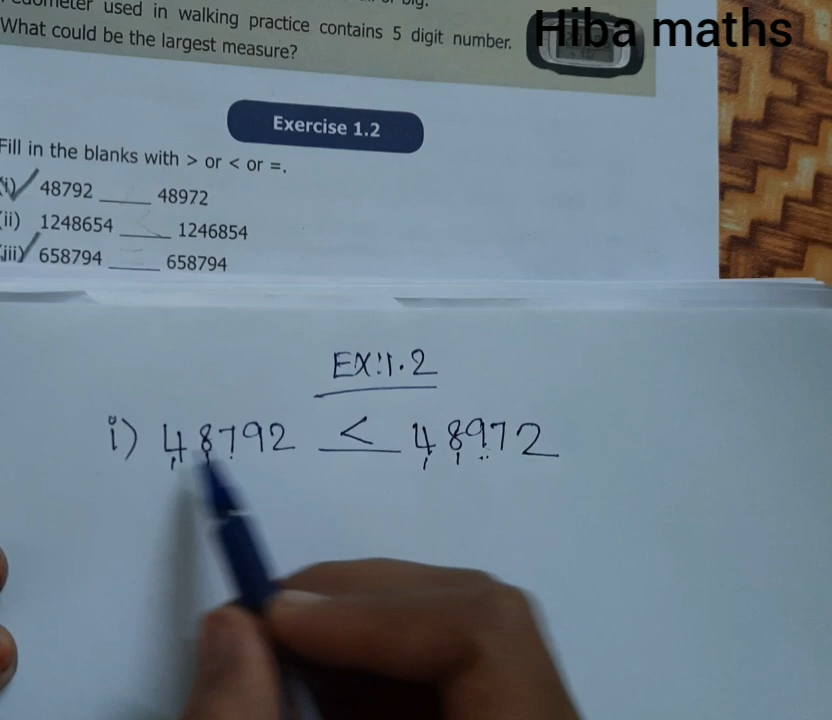 used in walking practice contains 5 digit number.
What could be the largest measure?
Hiba maths
Exercise 1.2
Fill in the blanks with > or < or =.
(i) 48792 _____ 48972
(ii) 1248654 _____ 1246854
(iii) 658794 _____ 658794
EX:1.2
i) 48792 < 48972